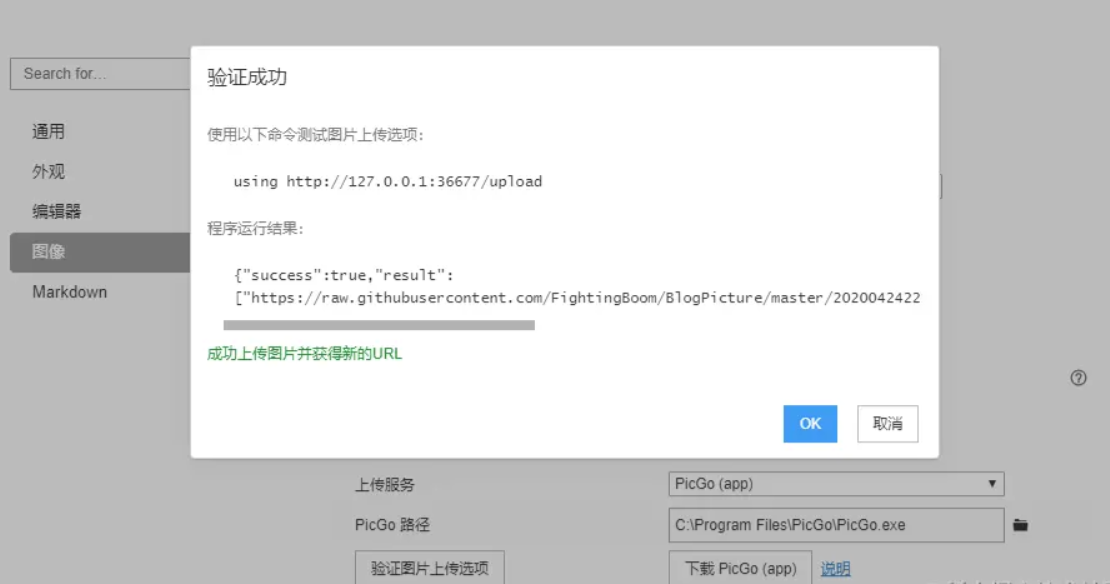 Search for...
通用
外观
编辑器
图像
Markdown
验证成功
使用以下命令测试图片上传选项:
using http://127.0.0.1:36677/upload
程序运行结果:
{"success":true,"result":
["https://raw.githubusercontent.com/FightingBoom/BlogPicture/master/2020042422
成功上传图片并获得新的URL
OK
取消
上传服务
PicGo (app)
PicGo 路径
C:\Program Files\PicGo\PicGo.exe
验证图片上传选项
下载 PicGo (app)
说明